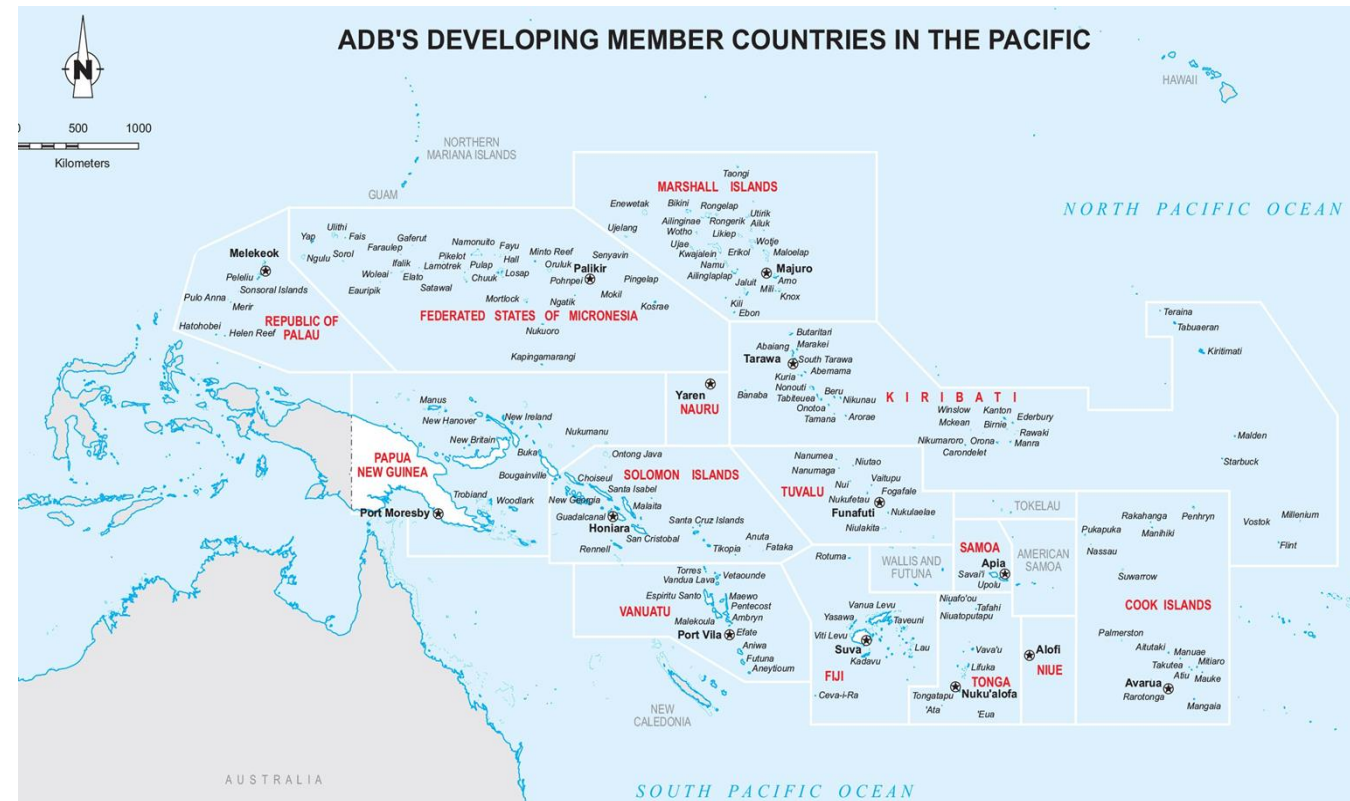 ADB'S DEVELOPING MEMBER COUNTRIES IN THE PACIFIC
N
500 1000
Kilometers
HAWAII
NORTHERN
MARIANA ISLANDS
GUAM
NORTH PACIFIC OCEAN
MARSHALL ISLANDS
Taongi
Enewetak
Bikini
Rongelap
Utirik
Ailinginae
Rongerik
Ailuk
Wotho
Likiep
Ujelang
Ujae
Wotje
Kwajalein
Erikol
Maloelap
Namu
Ailinglaplap
Majuro
Jaluit
Arno
Mili
Knox
Kili
Ebon
Melekeok
Peleliu
Sonsoral Islands
Pulo Anna
Merir
Hatohobei
Helen Reef
REPUBLIC OF
PALAU
Yap
Ulithi
Fais
Ngulu
Sorol
Gaferut
Faraulep
Ifalik
Woleai
Elato
Eauripik
Lamotrek
Satawal
Namonuito
Pikelot
Pulap
Chuuk
Fayu
Hall
Losap
Mortlock
Minto Reef
Oruluk
Senyavin
Palikir
Pohnpei
Pingelap
Mokil
Ngatik
Kosrae
FEDERATED STATES OF MICRONESIA
Nukuoro
Kapingamarangi
Yaren
NAURU
Butaritari
Abaiang
Marakei
Tarawa
South Tarawa
Abemama
Kuria
Nonouti
Banaba
Tabiteuea
Beru
Nikunau
Onotoa
Tamana
Arorae
KIRIBATI
Winslow
Kanton
Mckean
Birnie
Ederbury
Rawaki
Nikumaroro
Orona
Manra
Carondelet
Teraina
Tabuaeran
Kiritimati
Malden
Starbuck
Vostok
Millenium
Flint
Manus
New Hanover
New Ireland
New Britain
Nukumanu
Buka
Bougainville
PAPUA
NEW GUINEA
Trobiand
Woodlark
Port Moresby
Ontong Java
SOLOMON ISLANDS
Choiseul
Santa Isabel
New Georgia
Malaita
Guadalcanal
Honiara
Santa Cruz Islands
San Cristobal
Anuta
Rennell
Tikopia
Fataka
Nanumea
Niutao
Nanumaga
Nui
Vaitupu
TUVALU
Nukufetau
Fogafale
Funafuti
Nukulaelae
Niulakita
TOKELAU
Torres
Vandua Lava
Vetaounde
Espiritu Santo
Maewo
Pentecost
VANUATU
Ambryn
Malekoula
Port Vila
Efate
Aniwa
Futuna
Aneytioum
Rotuma
WALLIS AND
FUTUNA
SAMOA
Apia
Savai'i
Upolu
AMERICAN
SAMOA
Vanua Levu
Yasawa
Taveuni
Viti Levu
Suva
Lau
Kadavu
FIJI
Ceva-i-Ra
Niuafo'ou
Tafahi
Niuatoputapu
Vava'u
Lifuka
TONGA
Tongatapu
Nuku'alofa
'Ata
'Eua
Alofi
NIUE
Rakahanga
Penhryn
Pukapuka
Manihiki
Nassau
Suwarrow
COOK ISLANDS
Palmerston
Aitutaki
Manuae
Takutea
Mitiaro
Atiu
Mauke
Avarua
Rarotonga
Mangaia
NEW
CALEDONIA
AUSTRALIA
SOUTH PACIFIC OCEAN